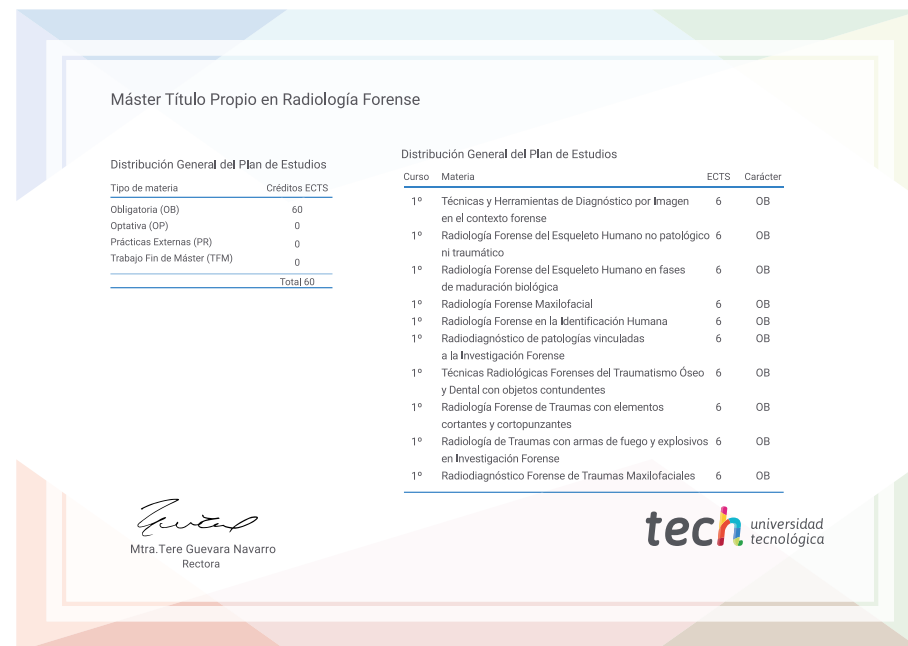 Máster Título Propio en Radiología Forense
Distribución General del Plan de Estudios
Tipo de materia Créditos ECTS
Obligatoria (OB) 60
Optativa (OP) 0
Prácticas Externas (PR) 0
Trabajo Fin de Máster (TFM) 0
Total 60
Distribución General del Plan de Estudios
Curso Materia ECTS Carácter
1º Técnicas y Herramientas de Diagnóstico por Imagen 6 OB
en el contexto forense
1º Radiología Forense del Esqueleto Humano no patológico 6 OB
ni traumático
1º Radiología Forense del Esqueleto Humano en fases 6 OB
de maduración biológica
1º Radiología Forense Maxilofacial 6 OB
1º Radiología Forense en la Identificación Humana 6 OB
1º Radiodiagnóstico de patologías vinculadas 6 OB
a la Investigación Forense
1º Técnicas Radiológicas Forenses del Traumatismo Óseo 6 OB
y Dental con objetos contundentes
1º Radiología Forense de Traumas con elementos 6 OB
cortantes y cortopunzantes
1º Radiología de Traumas con armas de fuego y explosivos 6 OB
en Investigación Forense
1º Radiodiagnóstico Forense de Traumas Maxilofaciales 6 OB
Mtra.Tere Guevara Navarro
Rectora
tech universidad
tecnológica